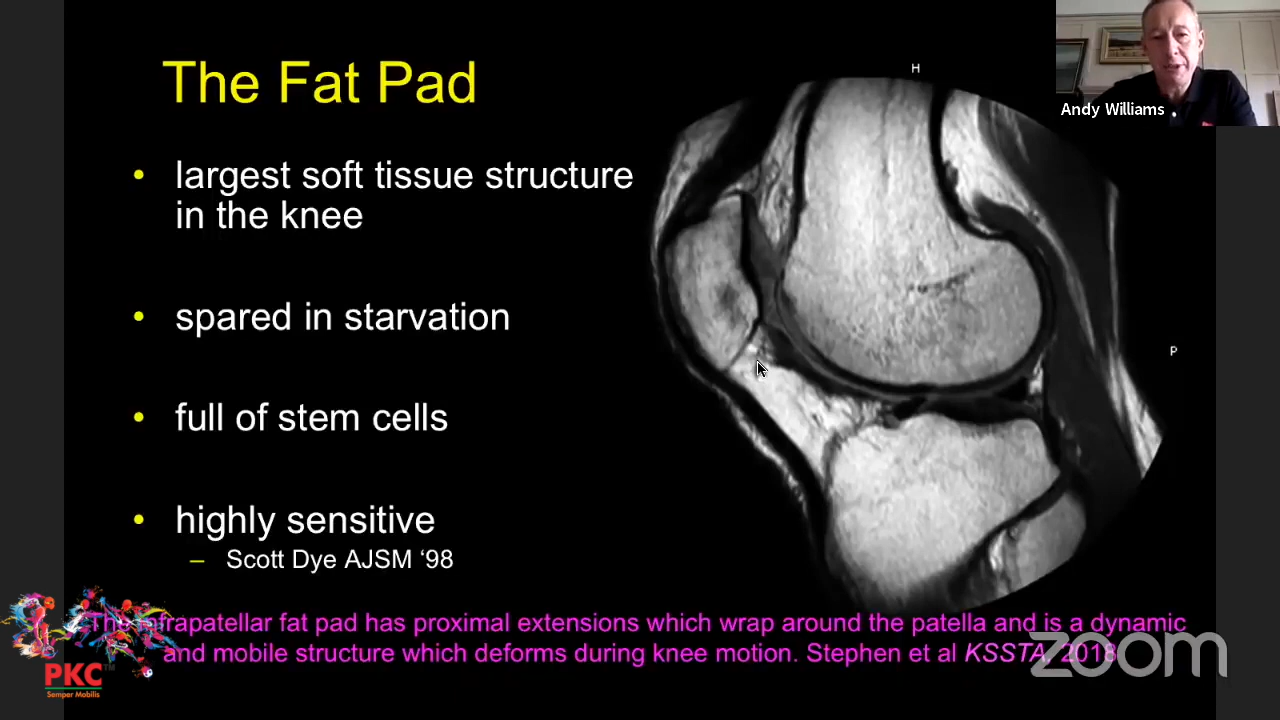 The Fat Pad
• largest soft tissue structure
in the knee
• spared in starvation
• full of stem cells
• highly sensitive
– Scott Dye AJSM ‘98
The infrapatellar fat pad has proximal extensions which wrap around the patella and is a dynamic
and mobile structure which deforms during knee motion. Stephen et al KSSTA, 2018
H
P
Andy Williams
PKC™
Semper Mobilis
zoom